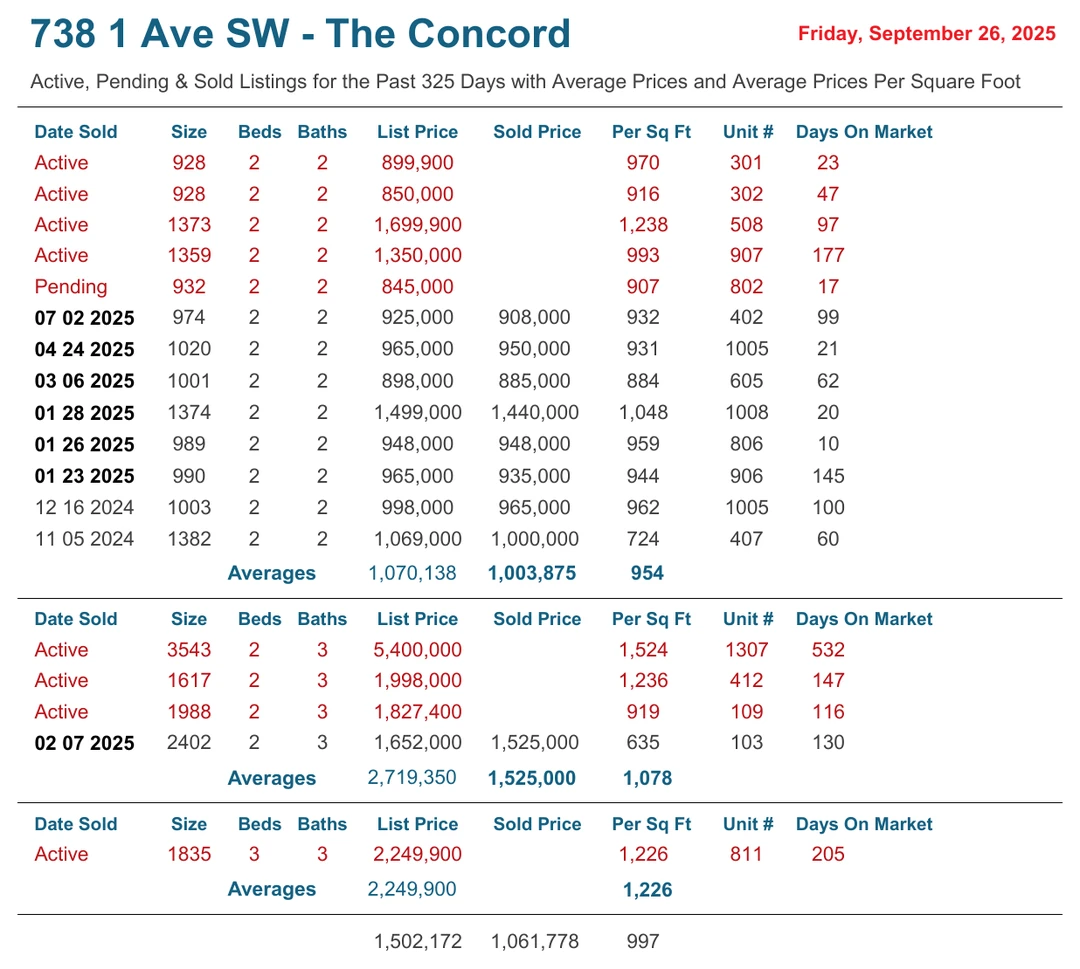 738 1 Ave SW - The Concord Friday, September 26, 2025
Active, Pending & Sold Listings for the Past 325 Days with Average Prices and Average Prices Per Square Foot
Date Sold Size Beds Baths List Price Sold Price Per Sq Ft Unit # Days On Market
Active 928 2 2 899,900 970 301 23
Active 928 2 2 850,000 916 302 47
Active 1373 2 2 1,699,900 1,238 508 97
Active 1359 2 2 1,350,000 993 907 177
Pending 932 2 2 845,000 907 802 17
07 02 2025 974 2 2 925,000 908,000 932 402 99
04 24 2025 1020 2 2 965,000 950,000 931 1005 21
03 06 2025 1001 2 2 898,000 885,000 884 605 62
01 28 2025 1374 2 2 1,499,000 1,440,000 1,048 1008 20
01 26 2025 989 2 2 948,000 948,000 959 806 10
01 23 2025 990 2 2 965,000 935,000 944 906 145
12 16 2024 1003 2 2 998,000 965,000 962 1005 100
11 05 2024 1382 2 2 1,069,000 1,000,000 724 407 60
Averages 1,070,138 1,003,875 954
Date Sold Size Beds Baths List Price Sold Price Per Sq Ft Unit # Days On Market
Active 3543 2 3 5,400,000 1,524 1307 532
Active 1617 2 3 1,998,000 1,236 412 147
Active 1988 2 3 1,827,400 919 109 116
02 07 2025 2402 2 3 1,652,000 1,525,000 635 103 130
Averages 2,719,350 1,525,000 1,078
Date Sold Size Beds Baths List Price Sold Price Per Sq Ft Unit # Days On Market
Active 1835 3 3 2,249,900 1,226 811 205
Averages 2,249,900 1,226
1,502,172 1,061,778 997